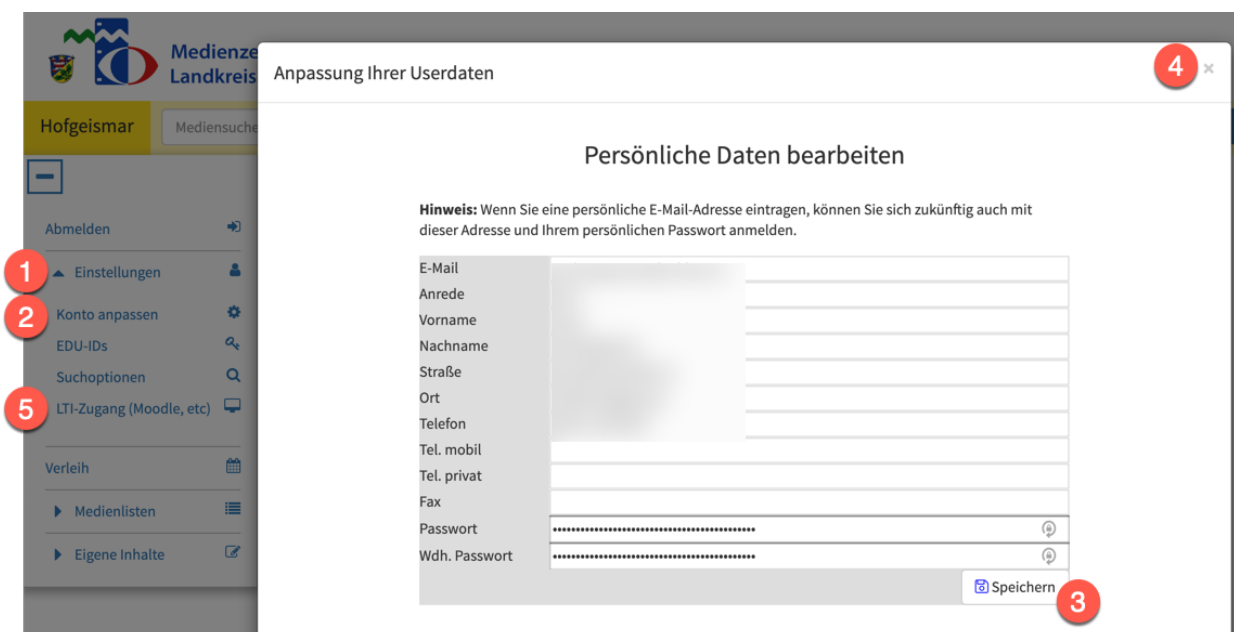 Medienze
Landkreis
Anpassung Ihrer Userdaten
4
×
Hofgeismar
Mediensuche
Persönliche Daten bearbeiten
Hinweis: Wenn Sie eine persönliche E-Mail-Adresse eintragen, können Sie sich zukünftig auch mit
dieser Adresse und Ihrem persönlichen Passwort anmelden.
Abmelden
1
Einstellungen
2
Konto anpassen
EDU-IDs
Suchoptionen
5
LTI-Zugang (Moodle, etc)
Verleih
Medienlisten
Eigene Inhalte
E-Mail
Anrede
Vorname
Nachname
Straße
Ort
Telefon
Tel. mobil
Tel. privat
Fax
Passwort
Wdh. Passwort
Speichern
3